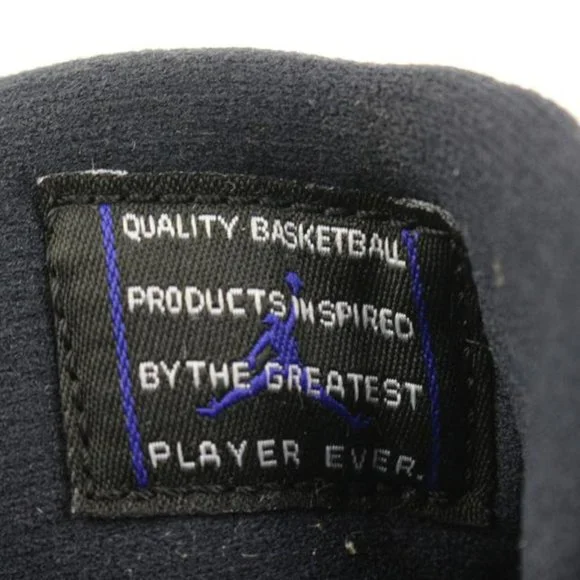 QUALITY BASKETBALL
PRODUCTS INSPIRED
BY THE GREATEST
PLAYER EVER.